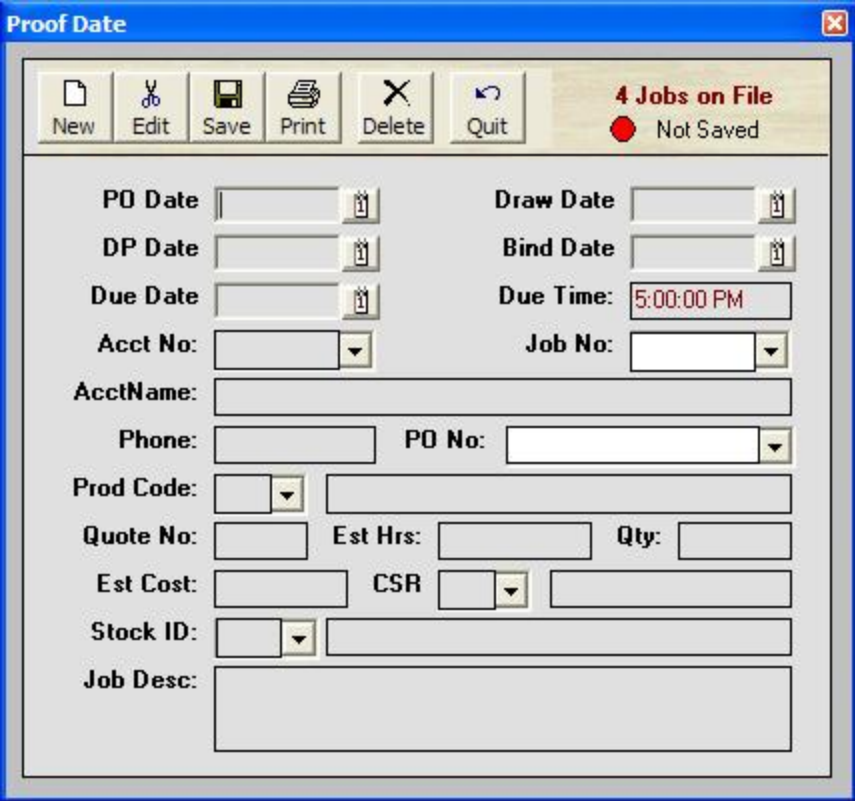 Proof Date
New Edit Save Print Delete Quit
4 Jobs on File
Not Saved
PO Date Draw Date
DP Date Bind Date
Due Date Due Time: 5:00:00 PM
Acct No: Job No:
AcctName:
Phone: PO No:
Prod Code:
Quote No: Est Hrs: Qty:
Est Cost: CSR
Stock ID:
Job Desc: